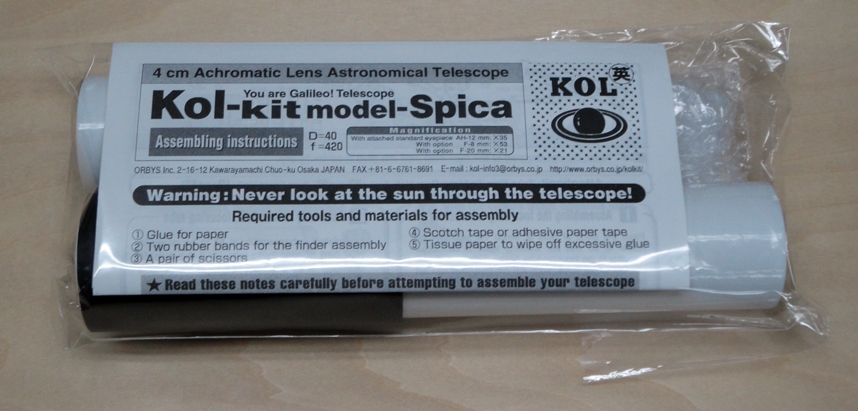 4 cm Achromatic Lens Astronomical Telescope
You are Galileo! Telescope
Kol-kit model-Spica
Assembling instructions
D=40
f=420
Magnification
With attached standard eyepiece AH-12 mm: ×35
With option F-8 mm: ×53
With option F-20 mm: ×21
KOL 英
ORBYS Inc. 2-16-12 Kawarayamachi Chuo-ku Osaka JAPAN FAX +81-6-6761-8691 E-mail : kol-info3@orbys.co.jp http://www.orbys.co.jp/kolkit/
Warning : Never look at the sun through the telescope!
Required tools and materials for assembly
① Glue for paper
② Two rubber bands for the finder assembly
③ A pair of scissors
④ Scotch tape or adhesive paper tape
⑤ Tissue paper to wipe off excessive glue
★ Read these notes carefully before attempting to assemble your telescope